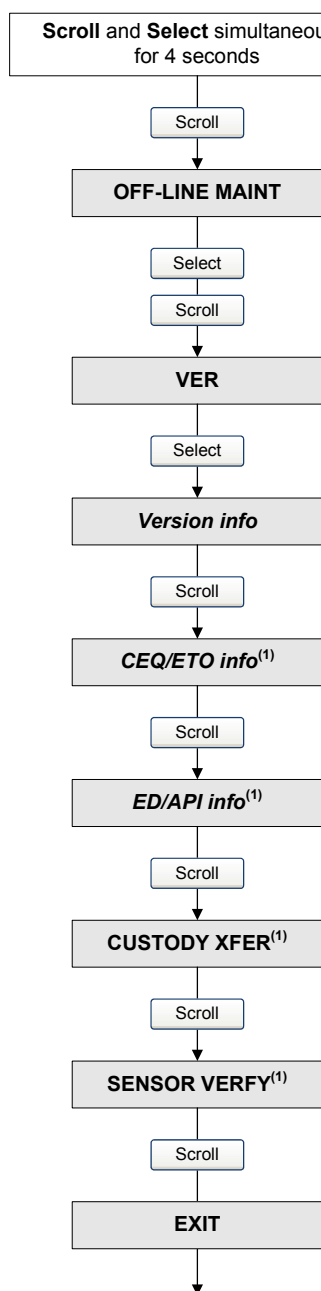 Scroll and Select
for 4 seconds
Scroll
OFF-LINE MAINT
Select
Scroll
VER
Select
Version info
Scroll
CEQ/ETO info(1)
Scroll
ED/API info(1)
Scroll
CUSTODY XFER(1)
Scroll
SENSOR VERFY(1)
Scroll
EXIT